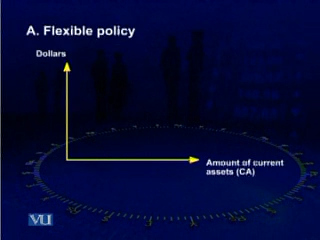 A. Flexible policy
Dollars
Amount of current
assets (CA)
VU